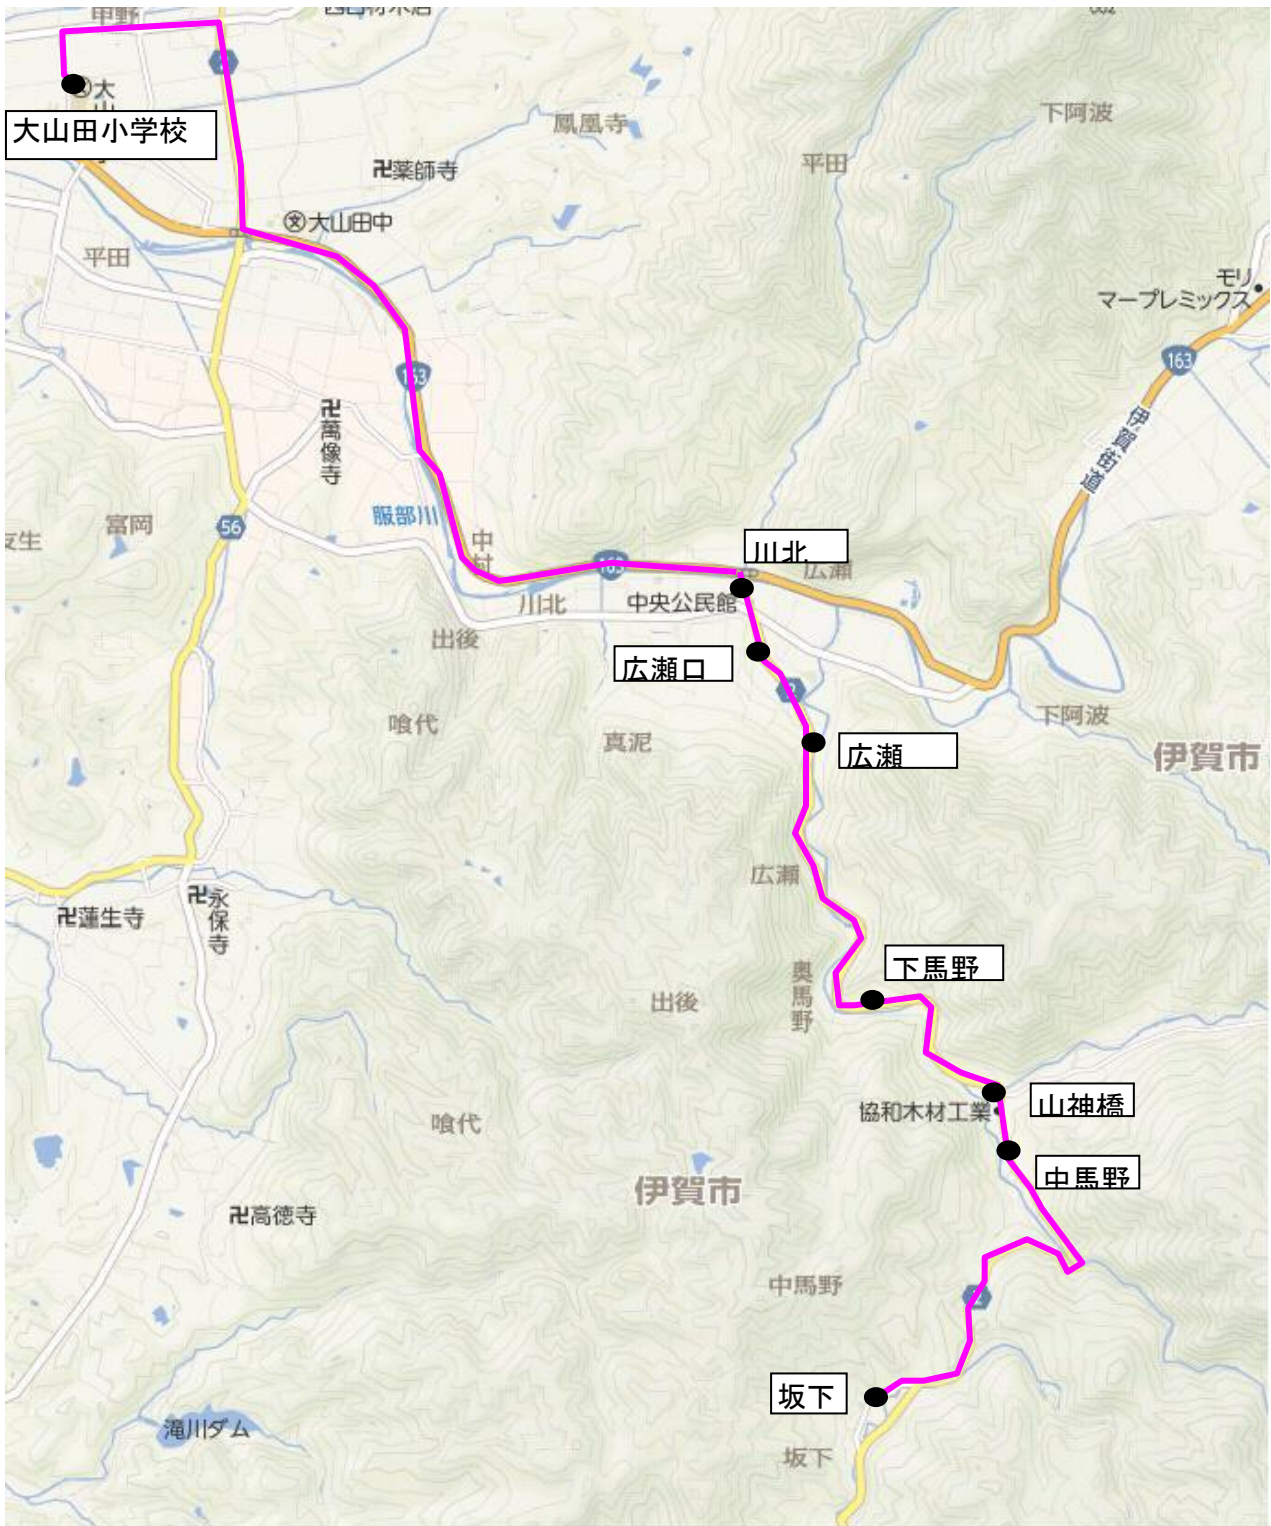 甲野
大山田小学校
鳳凰寺
下阿波
平田
卍薬師寺
文大山田中
平田
モリ
マープレミックス
163
163
伊賀街道
卍萬像寺
服部川
富岡
56
友生
中村
163
川北
広瀬
川北
中央公民館
出後
広瀬口
下阿波
喰代
真泥
広瀬
伊賀市
広瀬
卍永保寺
卍蓮生寺
下馬野
奥馬野
出後
山神橋
協和木材工業
喰代
中馬野
伊賀市
卍高徳寺
中馬野
坂下
滝川ダム
坂下